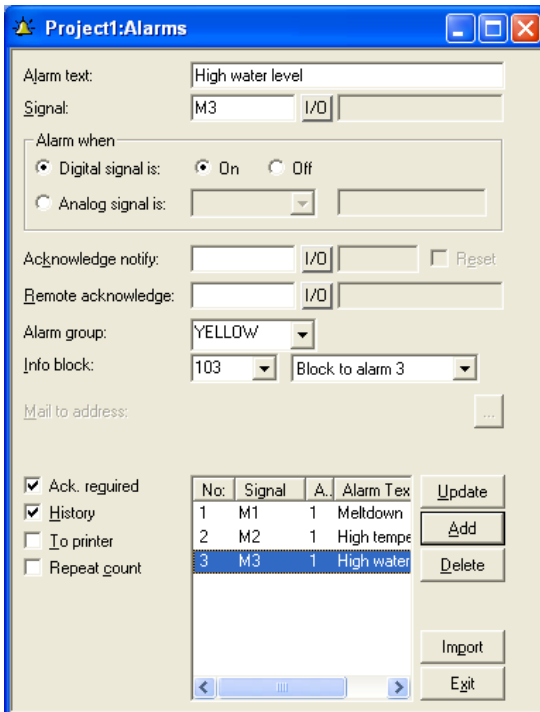 Project1:Alarms
Alarm text: High water level
Signal: M3 I/O
Alarm when
Digital signal is: On Off
Analog signal is:
Acknowledge notify: I/O Reset
Remote acknowledge: I/O
Alarm group: YELLOW
Info block: 103 Block to alarm 3
Mail to address: ...
Ack. required
History
To printer
Repeat count
No: Signal A.. Alarm Tex
1 M1 1 Meltdown
2 M2 1 High tempe
3 M3 1 High water
Update
Add
Delete
Import
Exit